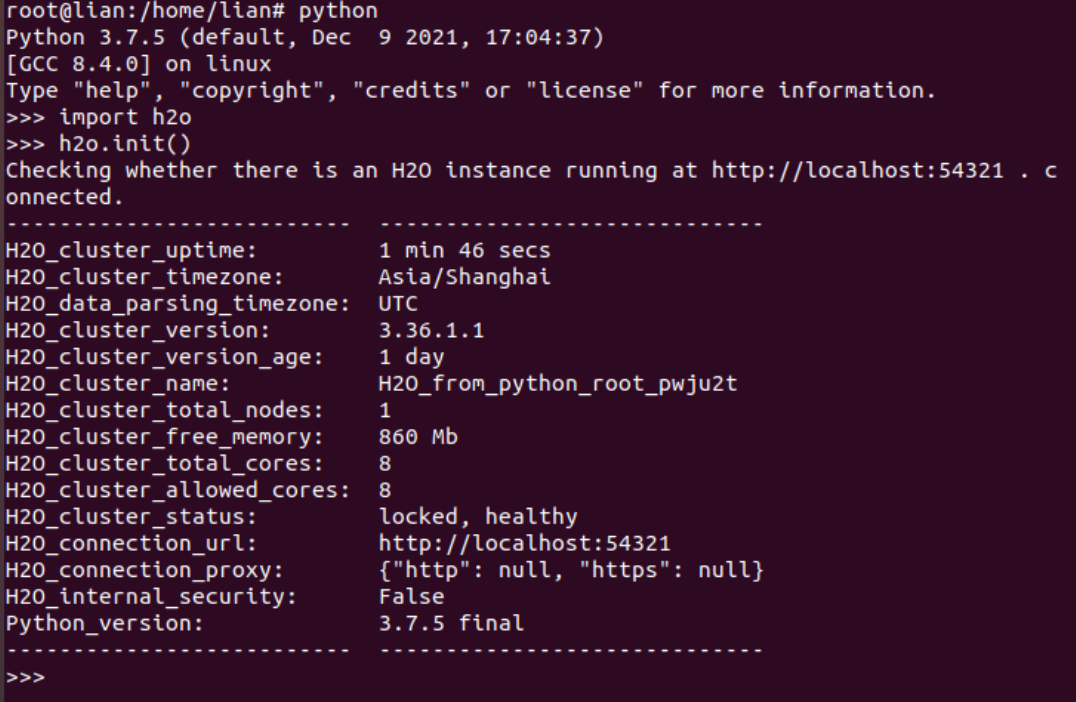 root@lian:/home/lian# python
Python 3.7.5 (default, Dec  9 2021, 17:04:37)
[GCC 8.4.0] on linux
Type "help", "copyright", "credits" or "license" for more information.
>>> import h2o
>>> h2o.init()
Checking whether there is an H2O instance running at http://localhost:54321 . c
onnected.
--------------------------  -----------------------------
H2O_cluster_uptime:         1 min 46 secs
H2O_cluster_timezone:       Asia/Shanghai
H2O_data_parsing_timezone:  UTC
H2O_cluster_version:        3.36.1.1
H2O_cluster_version_age:    1 day
H2O_cluster_name:           H2O_from_python_root_pwju2t
H2O_cluster_total_nodes:    1
H2O_cluster_free_memory:    860 Mb
H2O_cluster_total_cores:    8
H2O_cluster_allowed_cores:  8
H2O_cluster_status:         locked, healthy
H2O_connection_url:         http://localhost:54321
H2O_connection_proxy:       {"http": null, "https": null}
H2O_internal_security:      False
Python_version:             3.7.5 final
--------------------------  -----------------------------
>>>